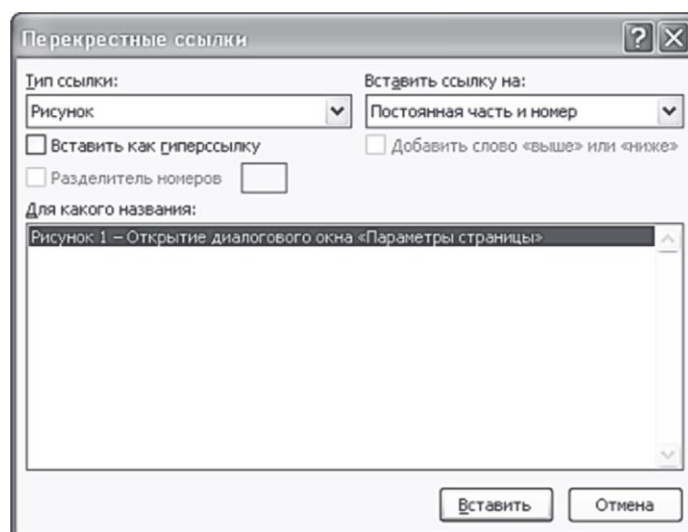 Перекрестные ссылки
Тип ссылки: Вставить ссылку на:
Рисунок Постоянная часть и номер
Вставить как гиперссылку Добавить слово «выше» или «ниже»
Разделитель номеров
Для какого названия:
Рисунок 1 – Открытие диалогового окна «Параметры страницы»
Вставить Отмена